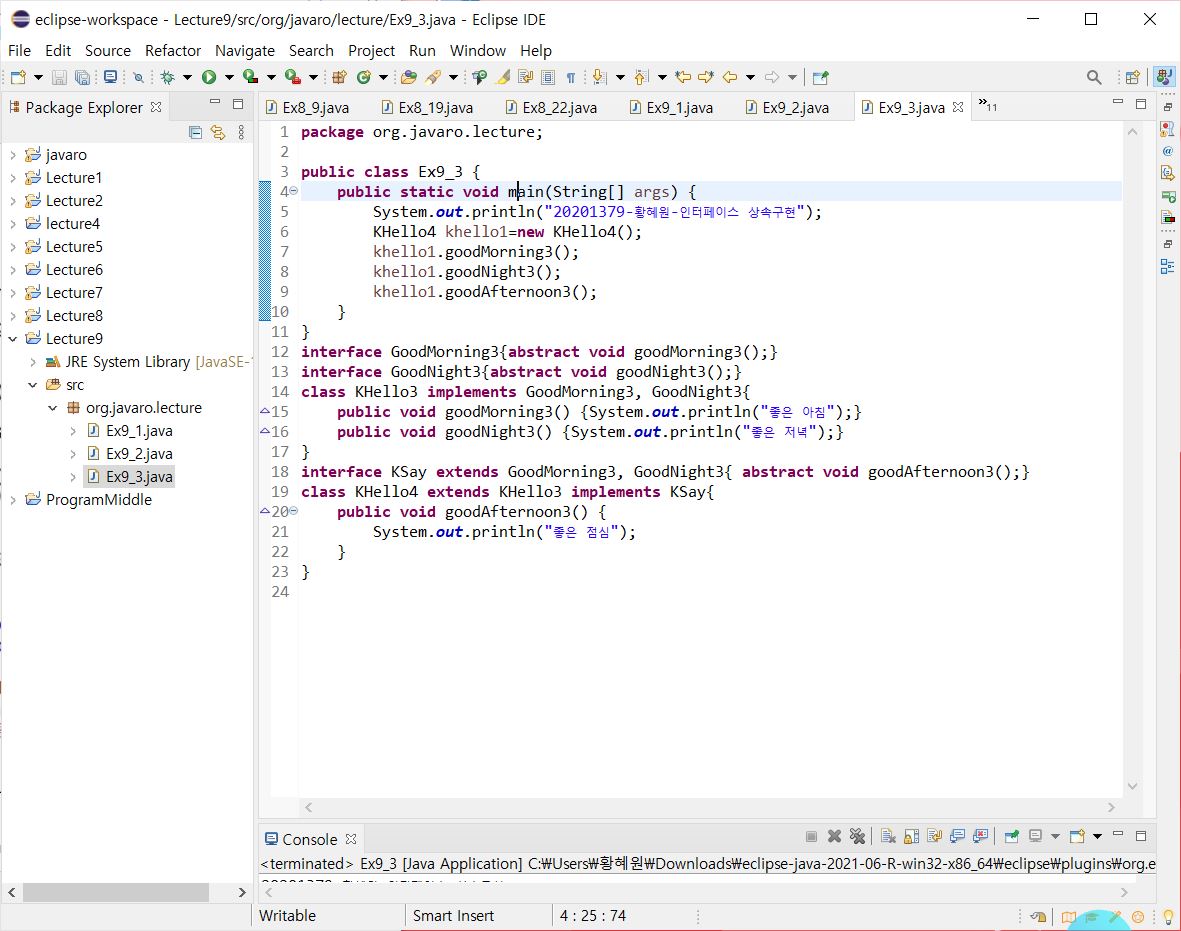 eclipse-workspace - Lecture9/src/org/javaro/lecture/Ex9_3.java - Eclipse IDE
File Edit Source Refactor Navigate Search Project Run Window Help
Package Explorer
javaro
Lecture1
Lecture2
lecture4
Lecture5
Lecture6
Lecture7
Lecture8
Lecture9
JRE System Library [JavaSE-
src
org.javaro.lecture
Ex9_1.java
Ex9_2.java
Ex9_3.java
ProgramMiddle
Ex8_9.java Ex8_19.java Ex8_22.java Ex9_1.java Ex9_2.java Ex9_3.java »11
1 package org.javaro.lecture;
2
3 public class Ex9_3 {
4 public static void main(String[] args) {
5 System.out.println("20201379-황혜원-인터페이스 상속구현");
6 KHello4 khello1=new KHello4();
7 khello1.goodMorning3();
8 khello1.goodNight3();
9 khello1.goodAfternoon3();
10 }
11 }
12 interface GoodMorning3{abstract void goodMorning3();}
13 interface GoodNight3{abstract void goodNight3();}
14 class KHello3 implements GoodMorning3, GoodNight3{
15 public void goodMorning3() {System.out.println("좋은 아침");}
16 public void goodNight3() {System.out.println("좋은 저녁");}
17 }
18 interface KSay extends GoodMorning3, GoodNight3{ abstract void goodAfternoon3();}
19 class KHello4 extends KHello3 implements KSay{
20 public void goodAfternoon3() {
21 System.out.println("좋은 점심");
22 }
23 }
24
Console
<terminated> Ex9_3 [Java Application] C:₩Users₩황혜원₩Downloads₩eclipse-java-2021-06-R-win32-x86_64₩eclipse₩plugins₩org.e
Writable Smart Insert 4 : 25 : 74